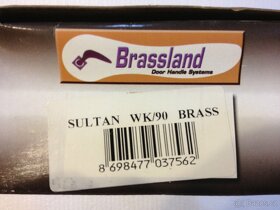 Brassland
Door Handle Systems
SULTAN WK/90 BRASS
8 698477 037562